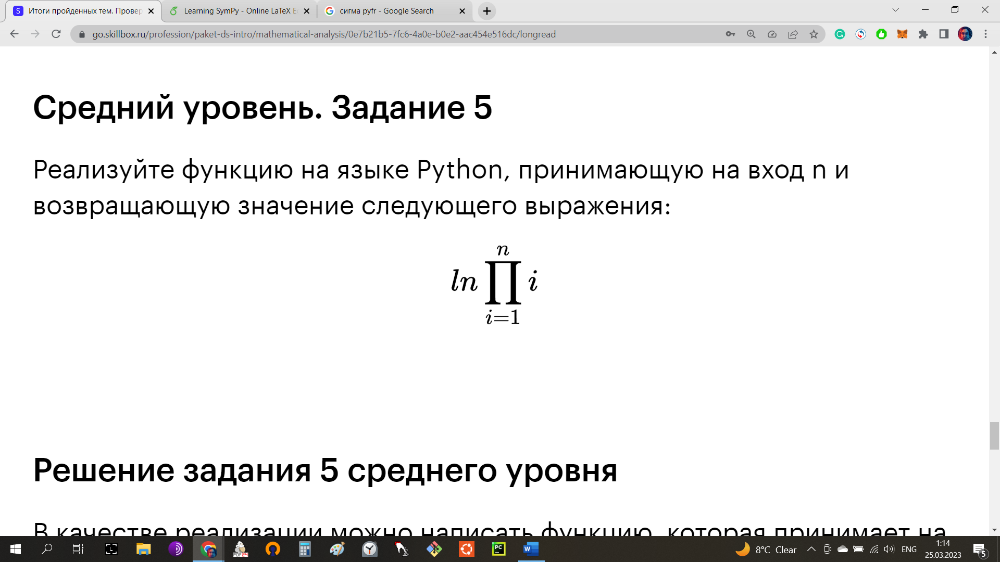 Итоги пройденных тем. Провер
Learning SymPy - Online LaTeX E
сигма pyfr - Google Search
go.skillbox.ru/profession/paket-ds-intro/mathematical-analysis/0e7b21b5-7fc6-4a0e-b0e2-aac454e516dc/longread
Средний уровень. Задание 5
Реализуйте функцию на языке Python, принимающую на вход n и
возвращающую значение следующего выражения:
n
ln ∏ i
i=1
Решение задания 5 среднего уровня
В качестве реализации можно написать функцию, которая принимает на
8°C Clear
ENG
1:14
25.03.2023
5